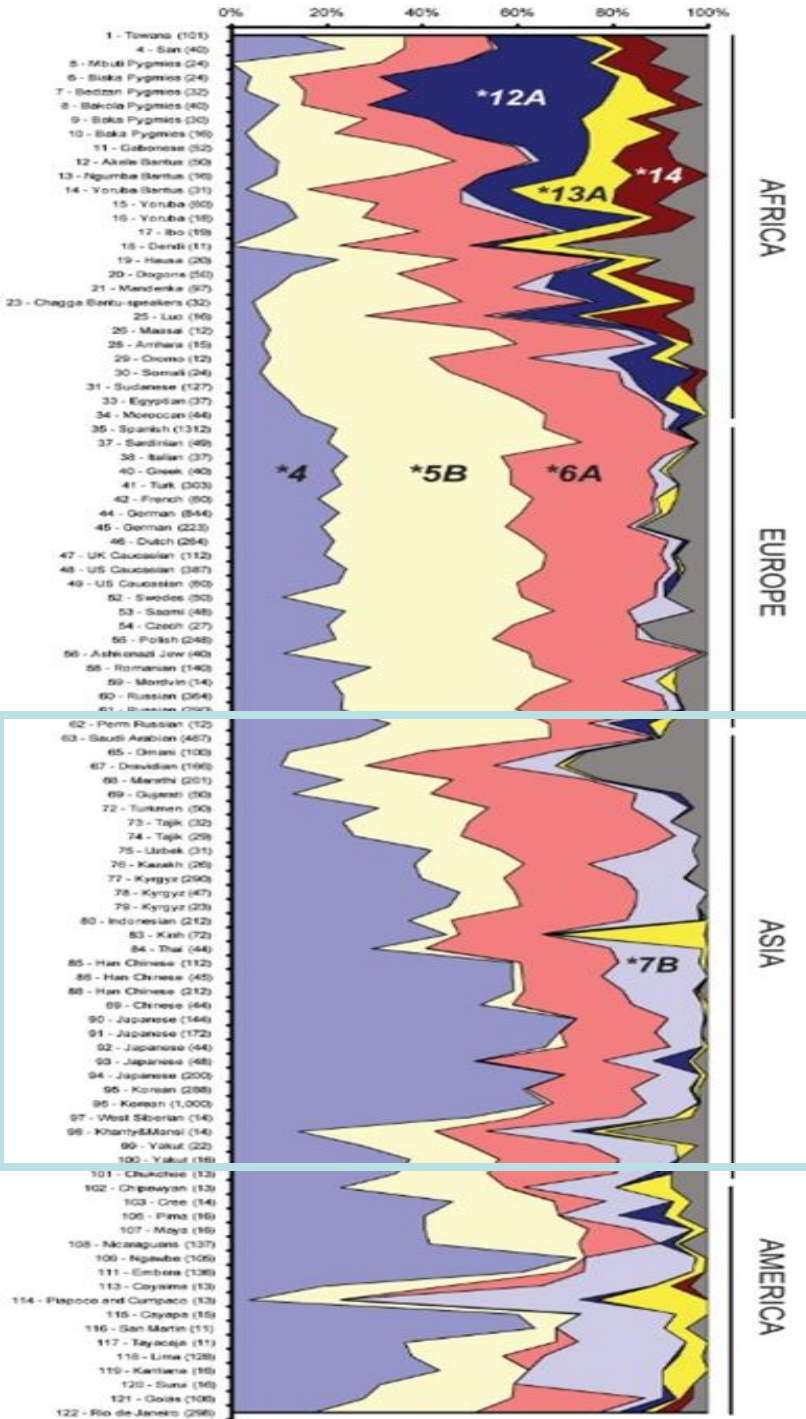 0% 20% 40% 60% 80% 100%
1 - Tswana (101)
4 - San (40)
5 - Mbuti Pygmies (24)
6 - Biaka Pygmies (24)
7 - Bedzan Pygmies (32)
8 - Bakola Pygmies (40)
9 - Baka Pygmies (30)
10 - Baka Pygmies (16)
11 - Gabonese (52)
12 - Akele Bantus (50)
13 - Ngumba Bantus (16)
14 - Yoruba Bantus (31)
15 - Yoruba (60)
16 - Yoruba (18)
17 - Ibo (19)
18 - Dendi (11)
19 - Hausa (20)
20 - Dogons (50)
21 - Mandenka (97)
23 - Chagga Bantu-speakers (32)
25 - Luo (16)
26 - Maasai (12)
28 - Amhara (15)
29 - Oromo (12)
30 - Somali (24)
31 - Sudanese (127)
33 - Egyptian (37)
34 - Moroccan (44)
35 - Spanish (1312)
37 - Sardinian (49)
38 - Italian (37)
40 - Greek (40)
41 - Turk (303)
42 - French (60)
44 - German (844)
45 - German (223)
46 - Dutch (264)
47 - UK Caucasian (112)
48 - US Caucasian (387)
49 - US Caucasian (60)
52 - Swedes (50)
53 - Saami (48)
54 - Czech (27)
55 - Polish (248)
56 - Ashkenazi Jew (40)
58 - Romanian (140)
59 - Mordvin (14)
60 - Russian (364)
61 - Russian (290)
62 - Perm Russian (12)
63 - Saudi Arabian (487)
65 - Omani (100)
67 - Dravidian (166)
68 - Marathi (201)
69 - Gujarati (50)
72 - Turkmen (50)
73 - Tajik (32)
74 - Tajik (29)
75 - Uzbek (31)
76 - Kazakh (26)
77 - Kyrgyz (290)
78 - Kyrgyz (47)
79 - Kyrgyz (23)
80 - Indonesian (212)
83 - Kinh (72)
84 - Thai (44)
85 - Han Chinese (112)
86 - Han Chinese (45)
88 - Han Chinese (212)
89 - Chinese (44)
90 - Japanese (144)
91 - Japanese (172)
92 - Japanese (44)
93 - Japanese (48)
94 - Japanese (200)
95 - Korean (288)
95 - Korean (1,000)
97 - West Siberian (14)
98 - Khanty&Mansi (14)
99 - Yakut (22)
100 - Yakut (16)
101 - Chukchee (13)
102 - Chipewyan (13)
103 - Cree (14)
106 - Pima (16)
107 - Maya (16)
108 - Nicaraguans (137)
109 - Ngawbe (105)
111 - Embera (136)
113 - Coyaima (13)
114 - Piapoco and Curripaco (13)
115 - Cayapa (15)
116 - San Martin (11)
117 - Tayacaja (11)
118 - Lima (128)
119 - Karitiana (16)
120 - Surui (16)
121 - Goiás (106)
122 - Rio de Janeiro (296)
*12A
*13A
*14
*4
*5B
*6A
*7B
AFRICA
EUROPE
ASIA
AMERICA